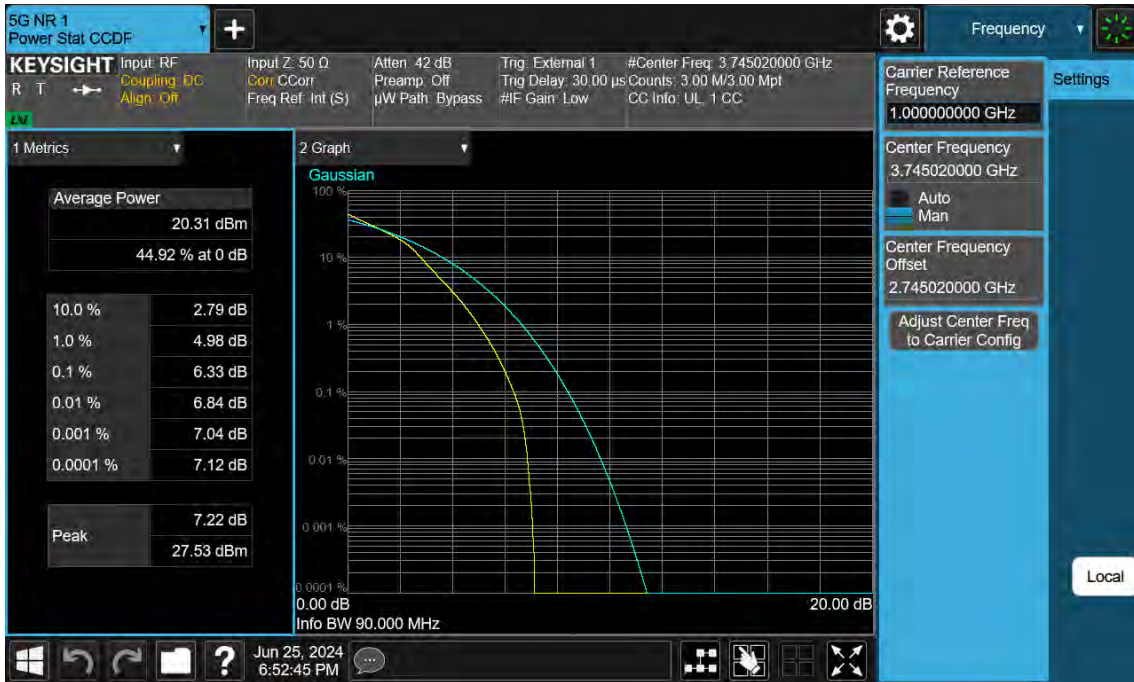 5G NR 1
Power Stat CCDF
Frequency
KEYSIGHT
R T
LNI
Input: RF
Coupling: DC
Align: Off
Input Z: 50 Ω
Corr CCorr
Freq Ref: Int (S)
Atten: 42 dB
Preamp: Off
µW Path: Bypass
Trig: External 1
Trig Delay: 30.00 µs
#IF Gain: Low
#Center Freq: 3.745020000 GHz
Counts: 3.00 M/3.00 Mpt
CC Info: UL, 1 CC
1 Metrics
Average Power
20.31 dBm
44.92 % at 0 dB
10.0 % 2.79 dB
1.0 % 4.98 dB
0.1 % 6.33 dB
0.01 % 6.84 dB
0.001 % 7.04 dB
0.0001 % 7.12 dB
Peak
7.22 dB
27.53 dBm
2 Graph
Gaussian
100 %
10 %
1 %
0.1 %
0.01 %
0.001 %
0.0001 %
0.00 dB 20.00 dB
Info BW 90.000 MHz
Carrier Reference
Frequency
1.000000000 GHz
Center Frequency
3.745020000 GHz
Auto
Man
Center Frequency
Offset
2.745020000 GHz
Adjust Center Freq
to Carrier Config
Settings
Local
?
Jun 25, 2024
6:52:45 PM